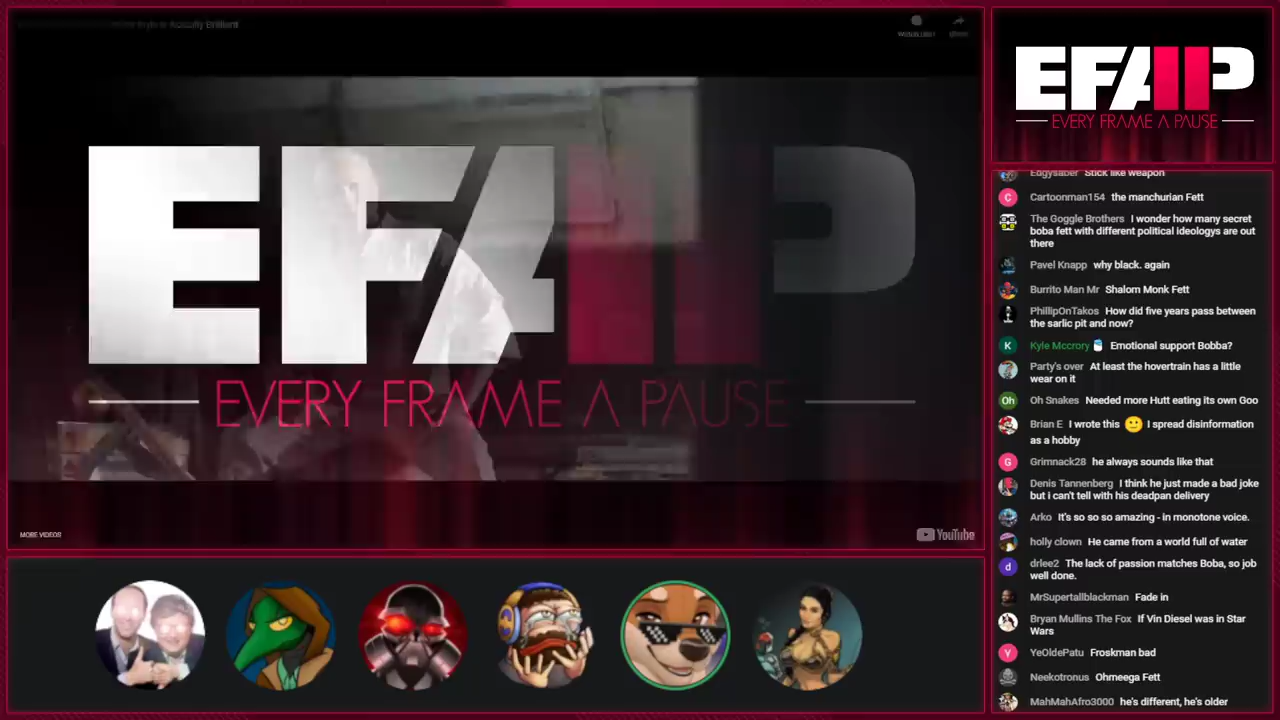 Actually Brilliant
EFAP
EVERY FRAME A PAUSE
MORE VIDEOS
YouTube
EFAP
EVERY FRAME A PAUSE
Edgysaber Stick like weapon
C Cartoonman154 the manchurian Fett
The Goggle Brothers I wonder how many secret
boba fett with different political ideologys are out
there
Pavel Knapp why black. again
Burrito Man Mr Shalom Monk Fett
PhillipOnTakos How did five years pass between
the sarlic pit and now?
K Kyle Mccrory Emotional support Bobba?
Party's over At least the hovertrain has a little
wear on it
Oh Oh Snakes Needed more Hutt eating its own Goo
Brian E I wrote this 🙂 I spread disinformation
as a hobby
G Grimnack28 he always sounds like that
Denis Tannenberg I think he just made a bad joke
but i can't tell with his deadpan delivery
Arko It's so so so amazing - in monotone voice.
holly clown He came from a world full of water
d drlee2 The lack of passion matches Boba, so job
well done.
MrSupertallblackman Fade in
Bryan Mullins The Fox If Vin Diesel was in Star
Wars
Y YeOldePatu Froskman bad
Neekotronus Ohmeega Fett
MahMahAfro3000 he's different, he's older